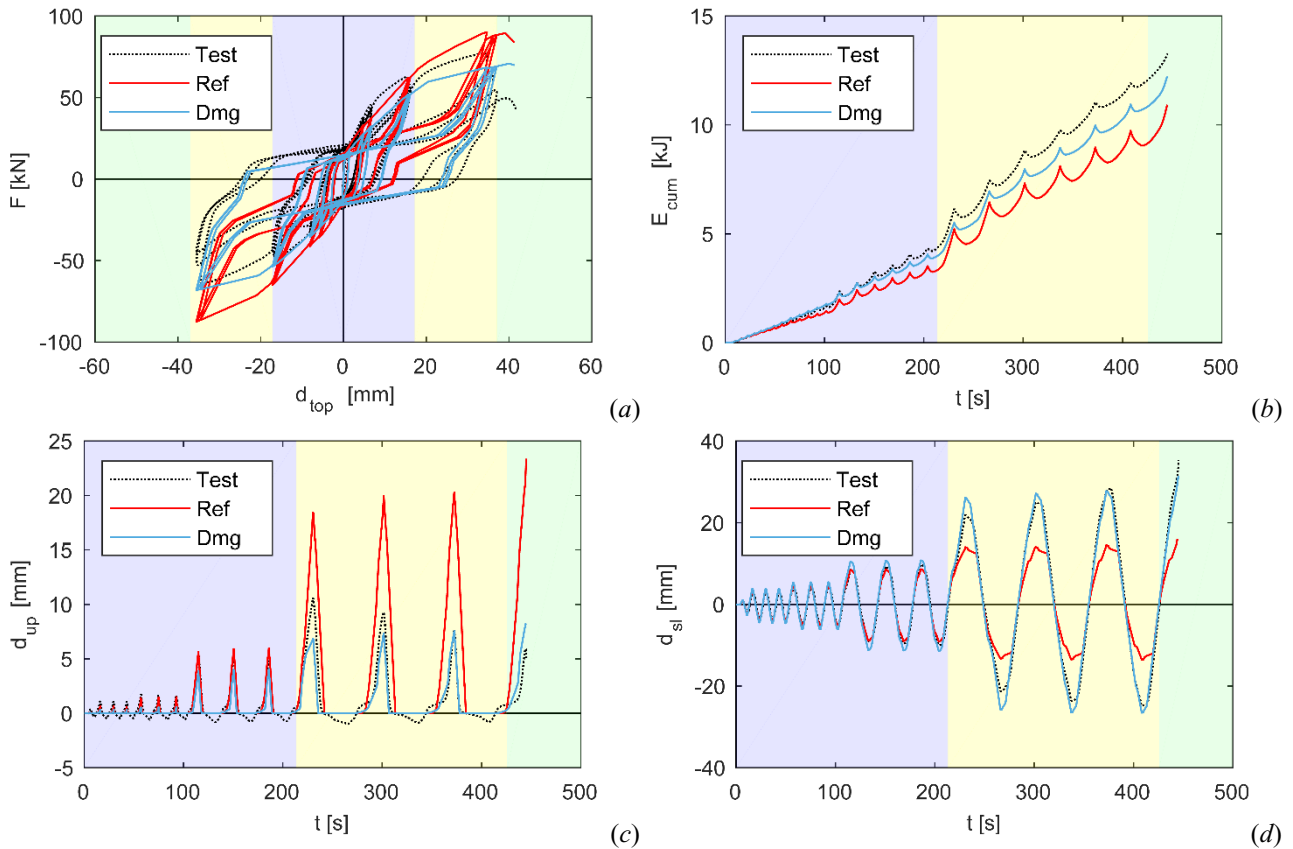 100
50
0
-50
-100
F [kN]
Test
Ref
Dmg
-60 -40 -20 0 20 40 60
d_top [mm]
(a)
15
10
5
0
E_cum [kJ]
Test
Ref
Dmg
0 100 200 300 400 500
t [s]
(b)
25
20
15
10
5
0
-5
d_up [mm]
Test
Ref
Dmg
0 100 200 300 400 500
t [s]
(c)
40
20
0
-20
-40
d_sl [mm]
Test
Ref
Dmg
0 100 200 300 400 500
t [s]
(d)